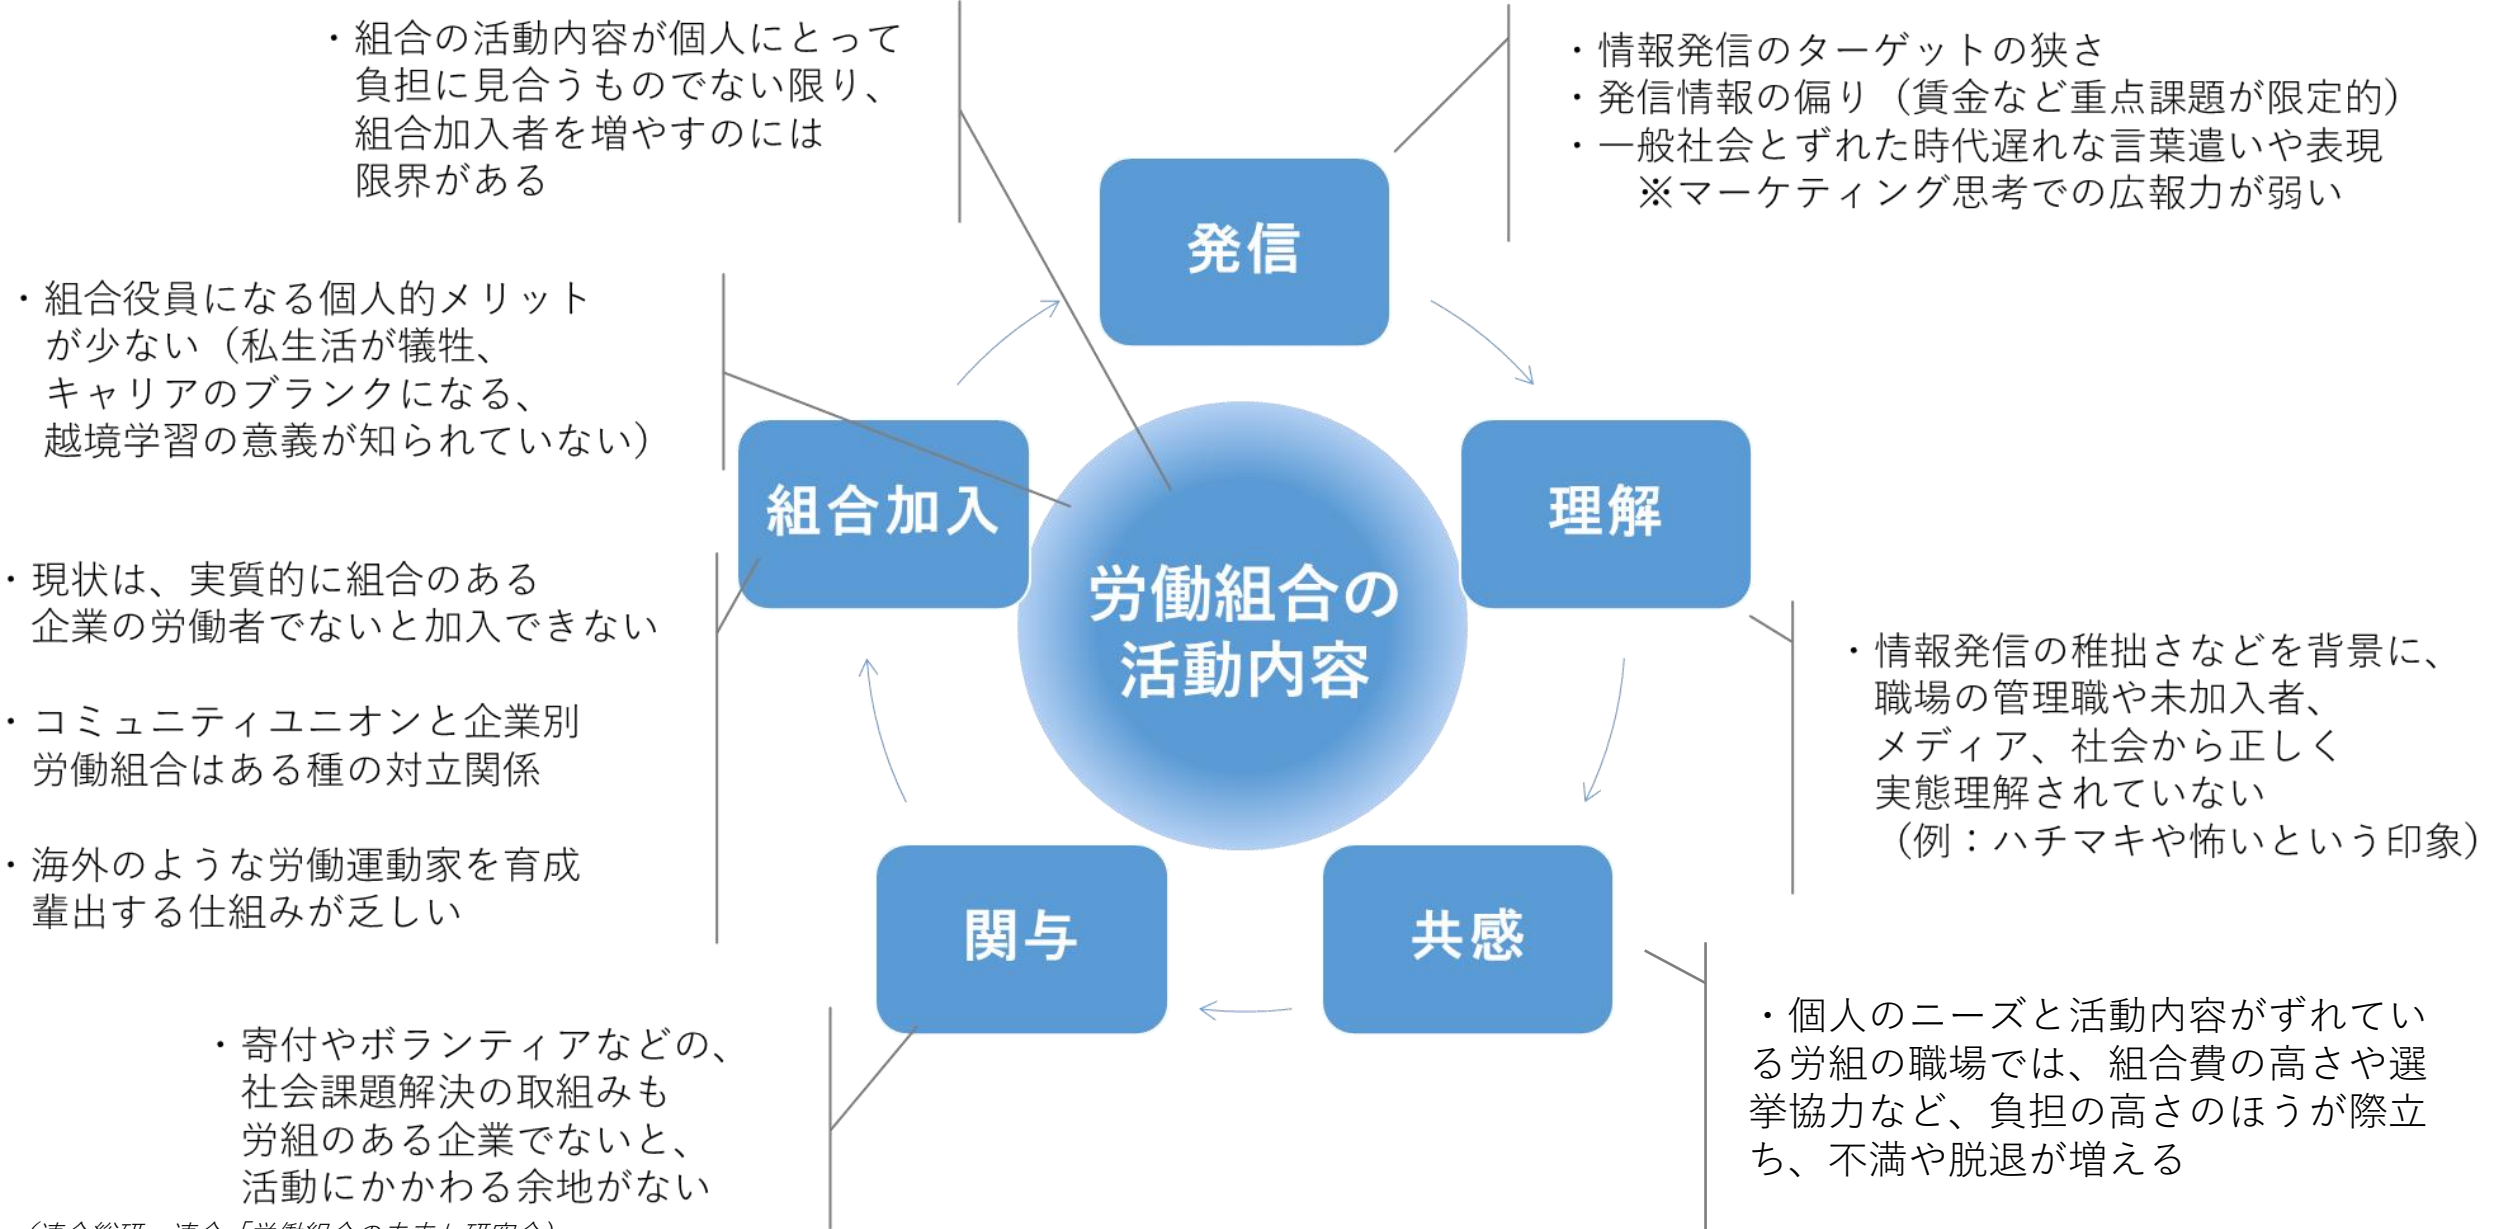 ・組合の活動内容が個人にとって
負担に見合うものでない限り、
組合加入者を増やすのには
限界がある
・情報発信のターゲットの狭さ
・発信情報の偏り（賃金など重点課題が限定的）
・一般社会とずれた時代遅れな言葉遣いや表現
※マーケティング思考での広報力が弱い
発信
・組合役員になる個人的メリット
が少ない（私生活が犠牲、
キャリアのブランクになる、
越境学習の意義が知られていない）
組合加入
理解
労働組合の
活動内容
・現状は、実質的に組合のある
企業の労働者でないと加入できない
・コミュニティユニオンと企業別
労働組合はある種の対立関係
・海外のような労働運動家を育成
輩出する仕組みが乏しい
・情報発信の稚拙さなどを背景に、
職場の管理職や未加入者、
メディア、社会から正しく
実態理解されていない
（例：ハチマキや怖いという印象）
関与
共感
・寄付やボランティアなどの、
社会課題解決の取組みも
労組のある企業でないと、
活動にかかわる余地がない
・個人のニーズと活動内容がずれてい
る労組の職場では、組合費の高さや選
挙協力など、負担の高さのほうが際立
ち、不満や脱退が増える